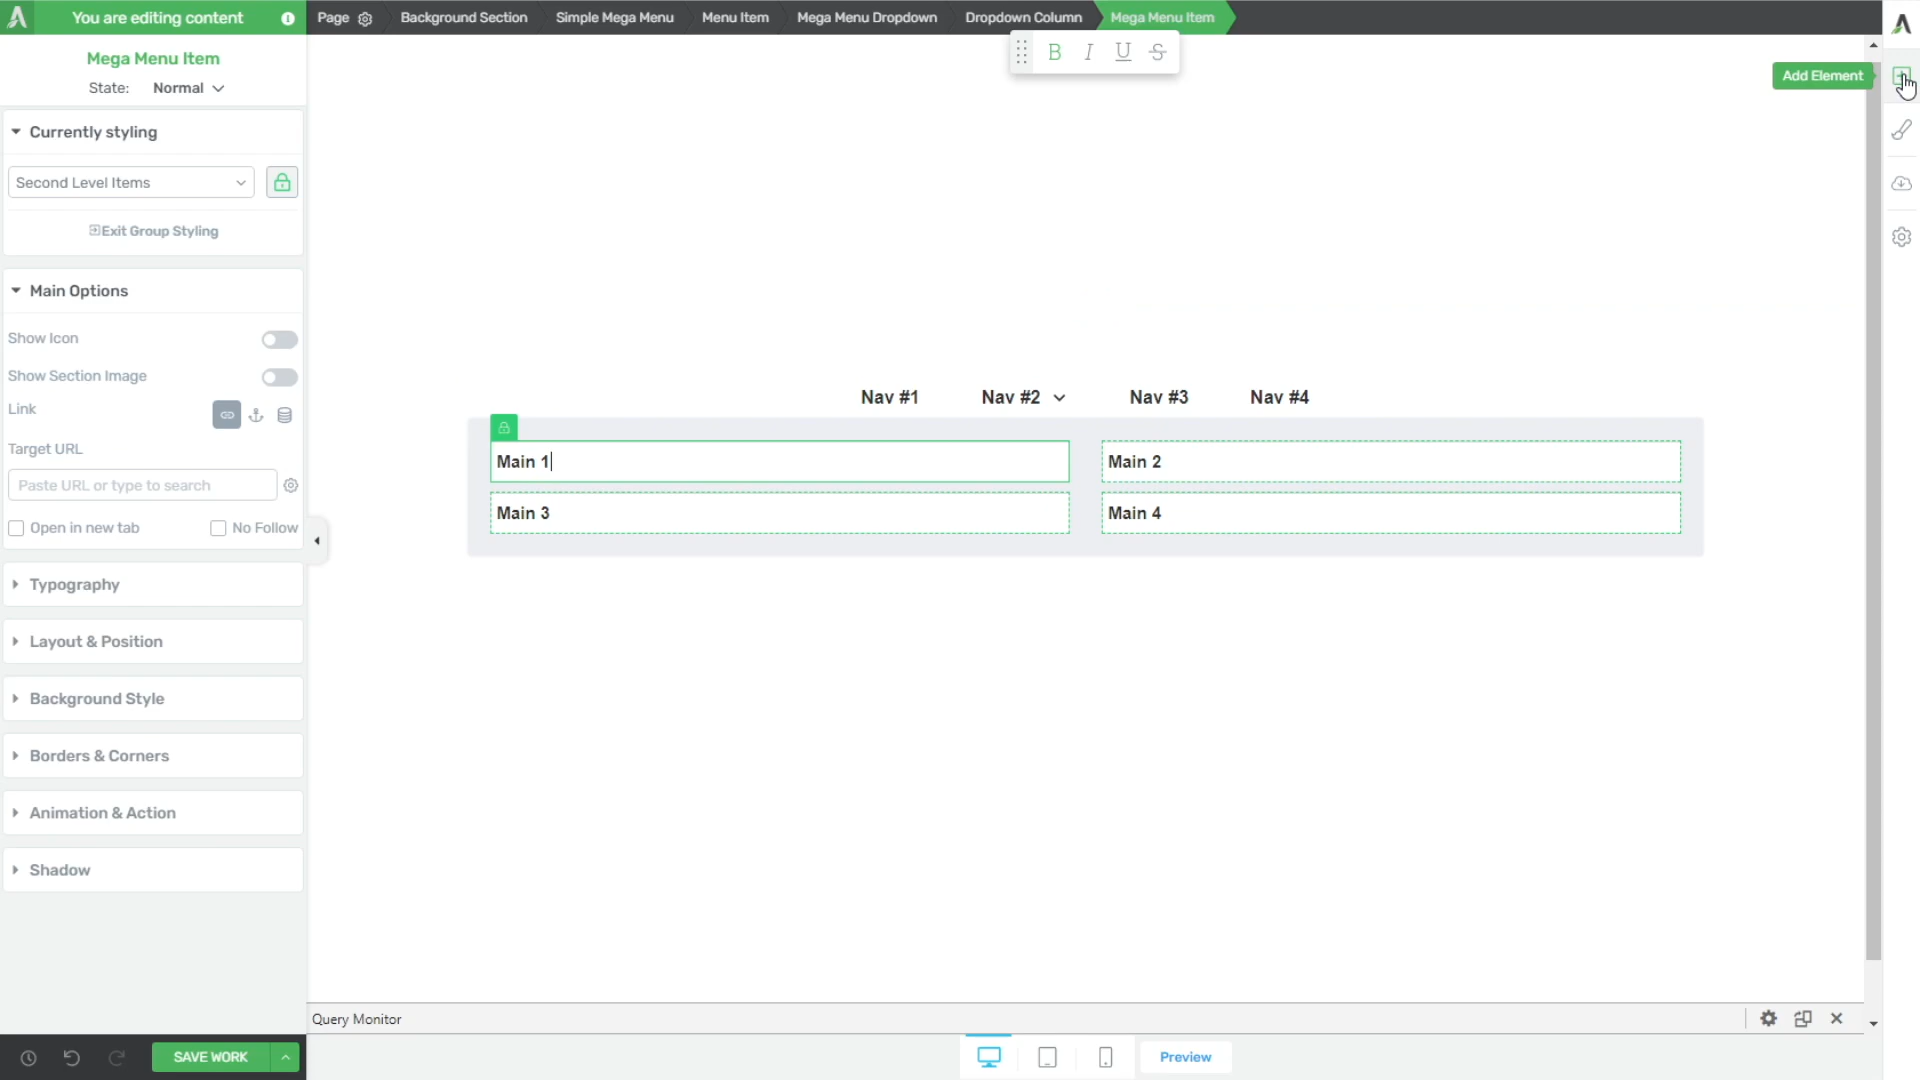 You are editing content
Page
Background Section
Simple Mega Menu
Menu Item
Mega Menu Dropdown
Dropdown Column
Mega Menu Item
Mega Menu Item
State: Normal
B I U S
Add Element
Currently styling
Second Level Items
Exit Group Styling
Main Options
Show Icon
Show Section Image
Link
Target URL
Paste URL or type to search
Open in new tab
No Follow
Typography
Layout & Position
Background Style
Borders & Corners
Animation & Action
Shadow
Nav #1
Nav #2
Nav #3
Nav #4
Main 1
Main 2
Main 3
Main 4
Query Monitor
SAVE WORK
Preview